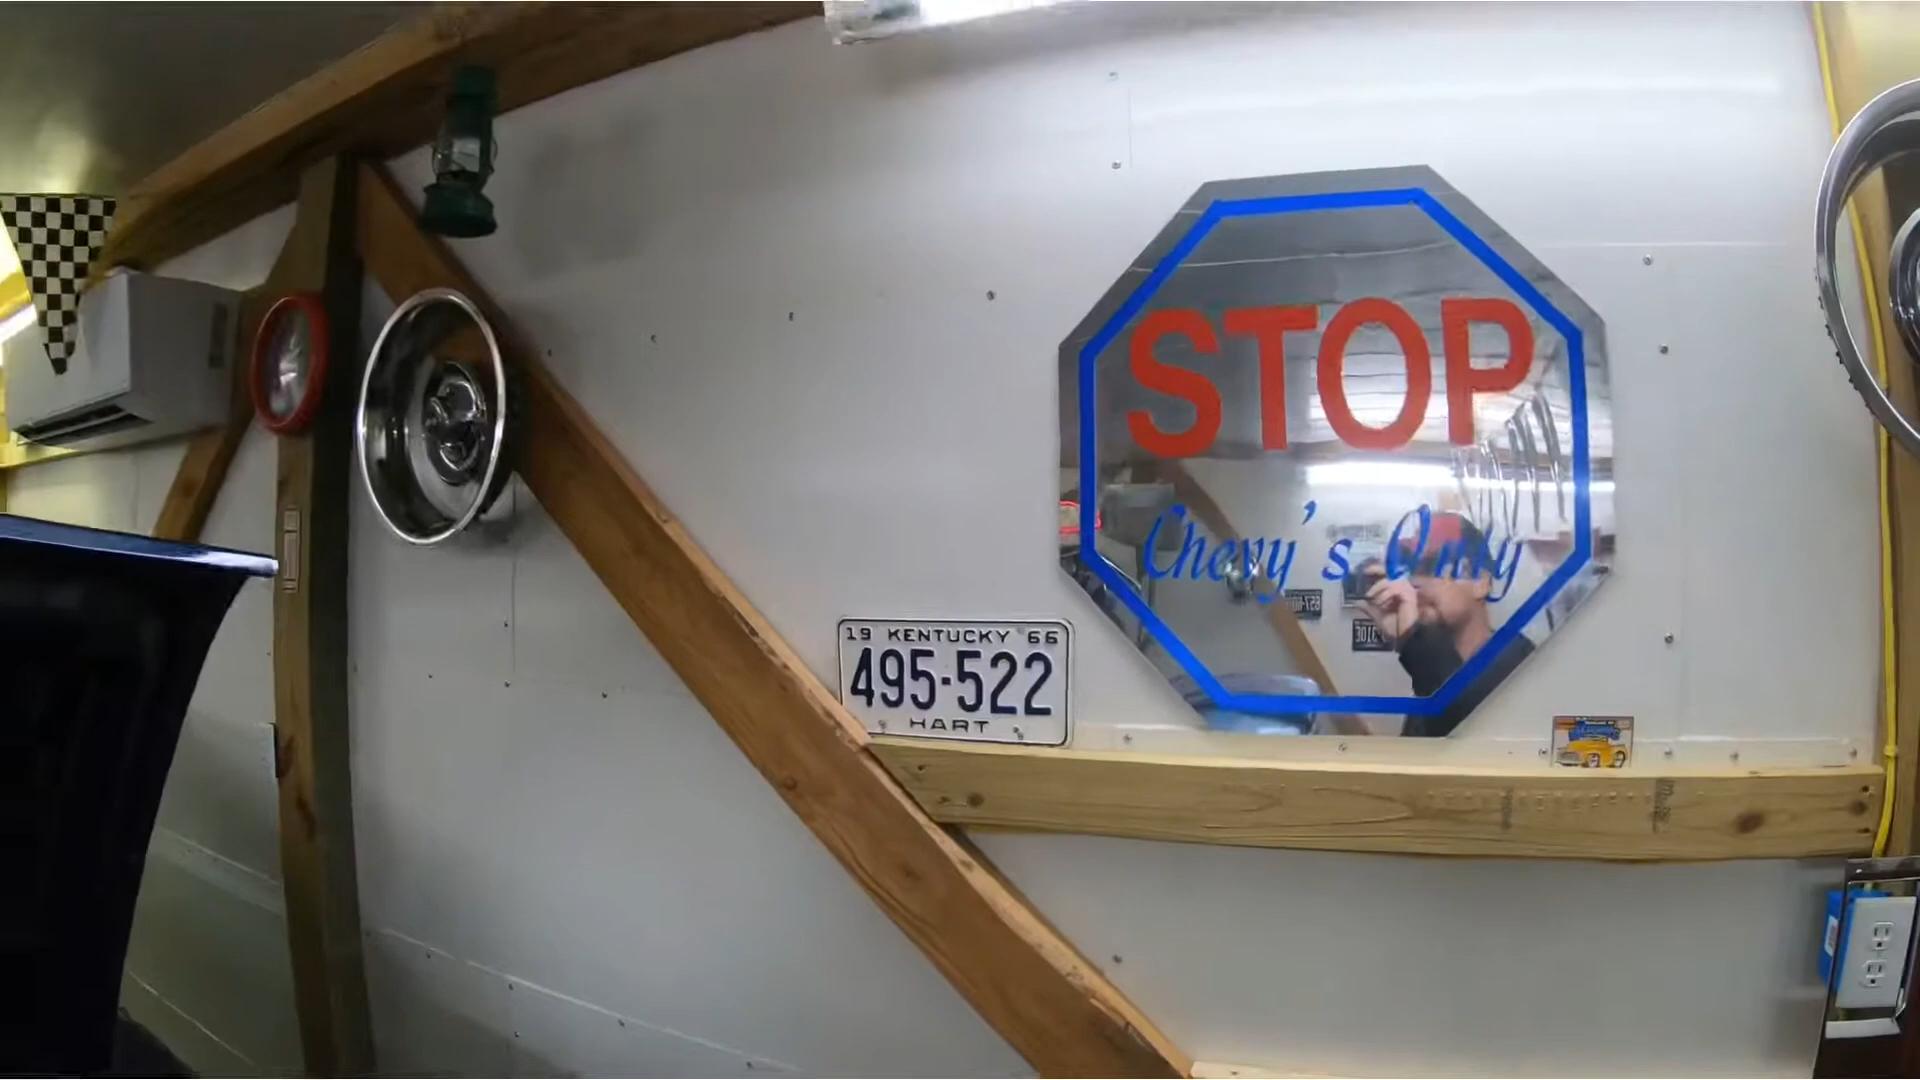 STOP
Chevy's Only
19 KENTUCKY 66
495-522
HART